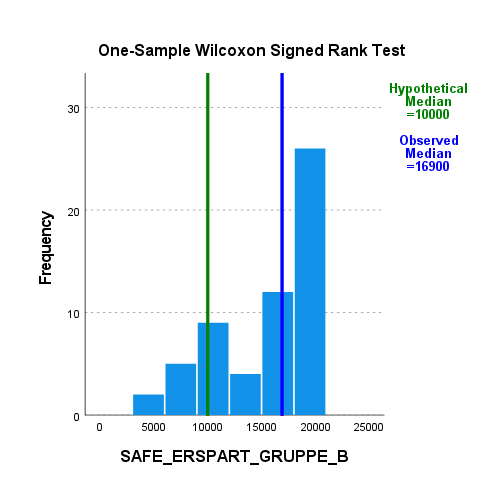 One-Sample Wilcoxon Signed Rank Test
Hypothetical
Median
=10000
Observed
Median
=16900
30
20
10
0
Frequency
0 5000 10000 15000 20000 25000
SAFE_ERSPART_GRUPPE_B